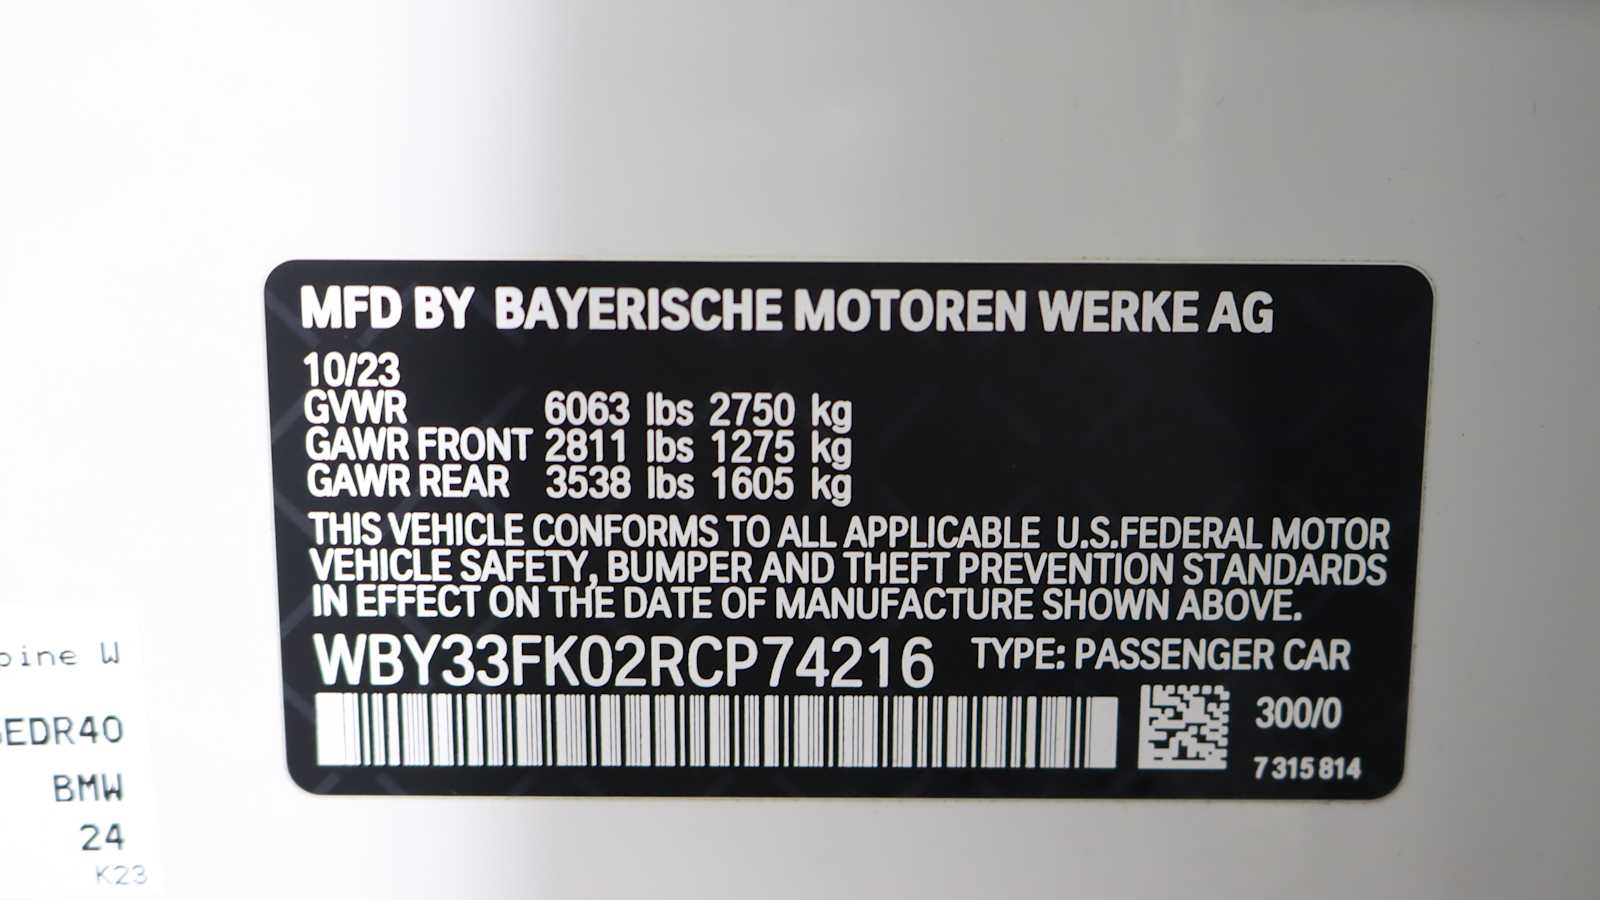 MFD BY BAYERISCHE MOTOREN WERKE AG
10/23
GVWR 6063 lbs 2750 kg
GAWR FRONT 2811 lbs 1275 kg
GAWR REAR 3538 lbs 1605 kg
THIS VEHICLE CONFORMS TO ALL APPLICABLE U.S.FEDERAL MOTOR
VEHICLE SAFETY, BUMPER AND THEFT PREVENTION STANDARDS
IN EFFECT ON THE DATE OF MANUFACTURE SHOWN ABOVE.
WBY33FK02RCP74216 TYPE: PASSENGER CAR
300/0
7 315 814
W
EDR40
BMW
24
K23